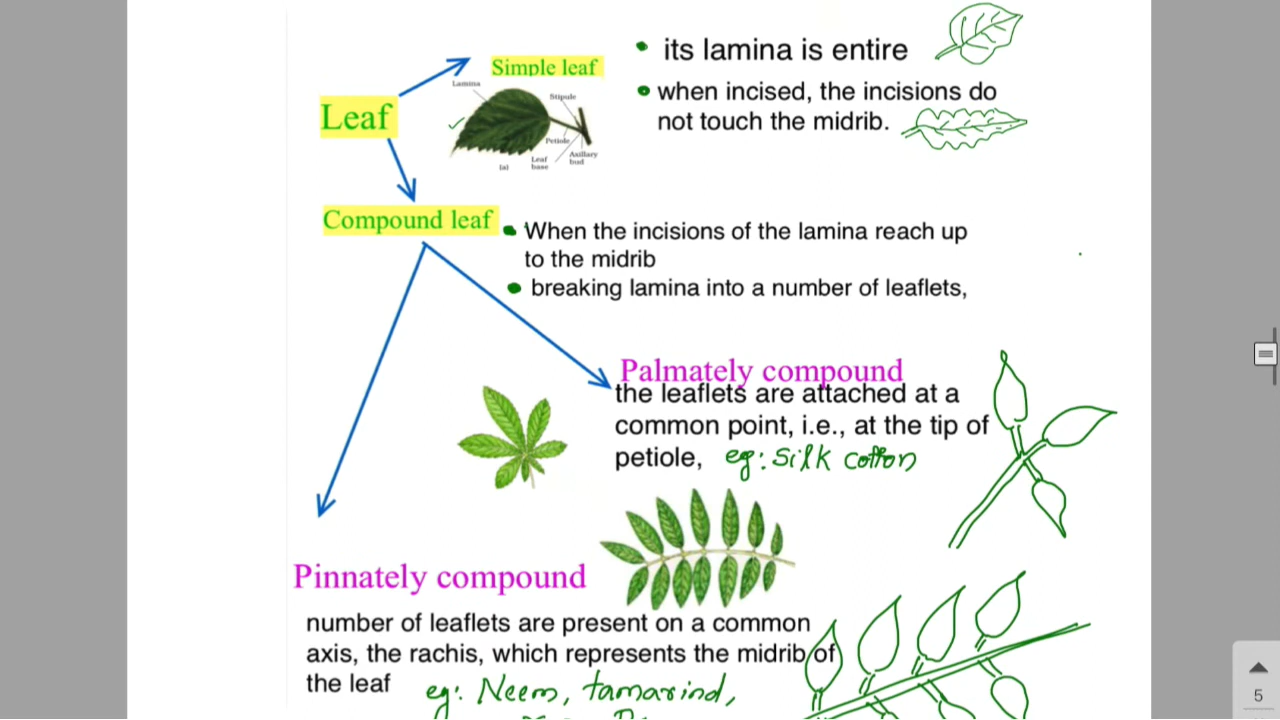 its lamina is entire
Simple leaf
Lamina
when incised, the incisions do
not touch the midrib.
Stipule
Leaf
Petiole
Leaf
base
Axillary
bud
(a)
Compound leaf
When the incisions of the lamina reach up
to the midrib
breaking lamina into a number of leaflets,
Palmately compound
the leaflets are attached at a
common point, i.e., at the tip of
petiole, eg: Silk cotton
Pinnately compound
number of leaflets are present on a common
axis, the rachis, which represents the midrib of
the leaf eg: Neem, tamarind,
5